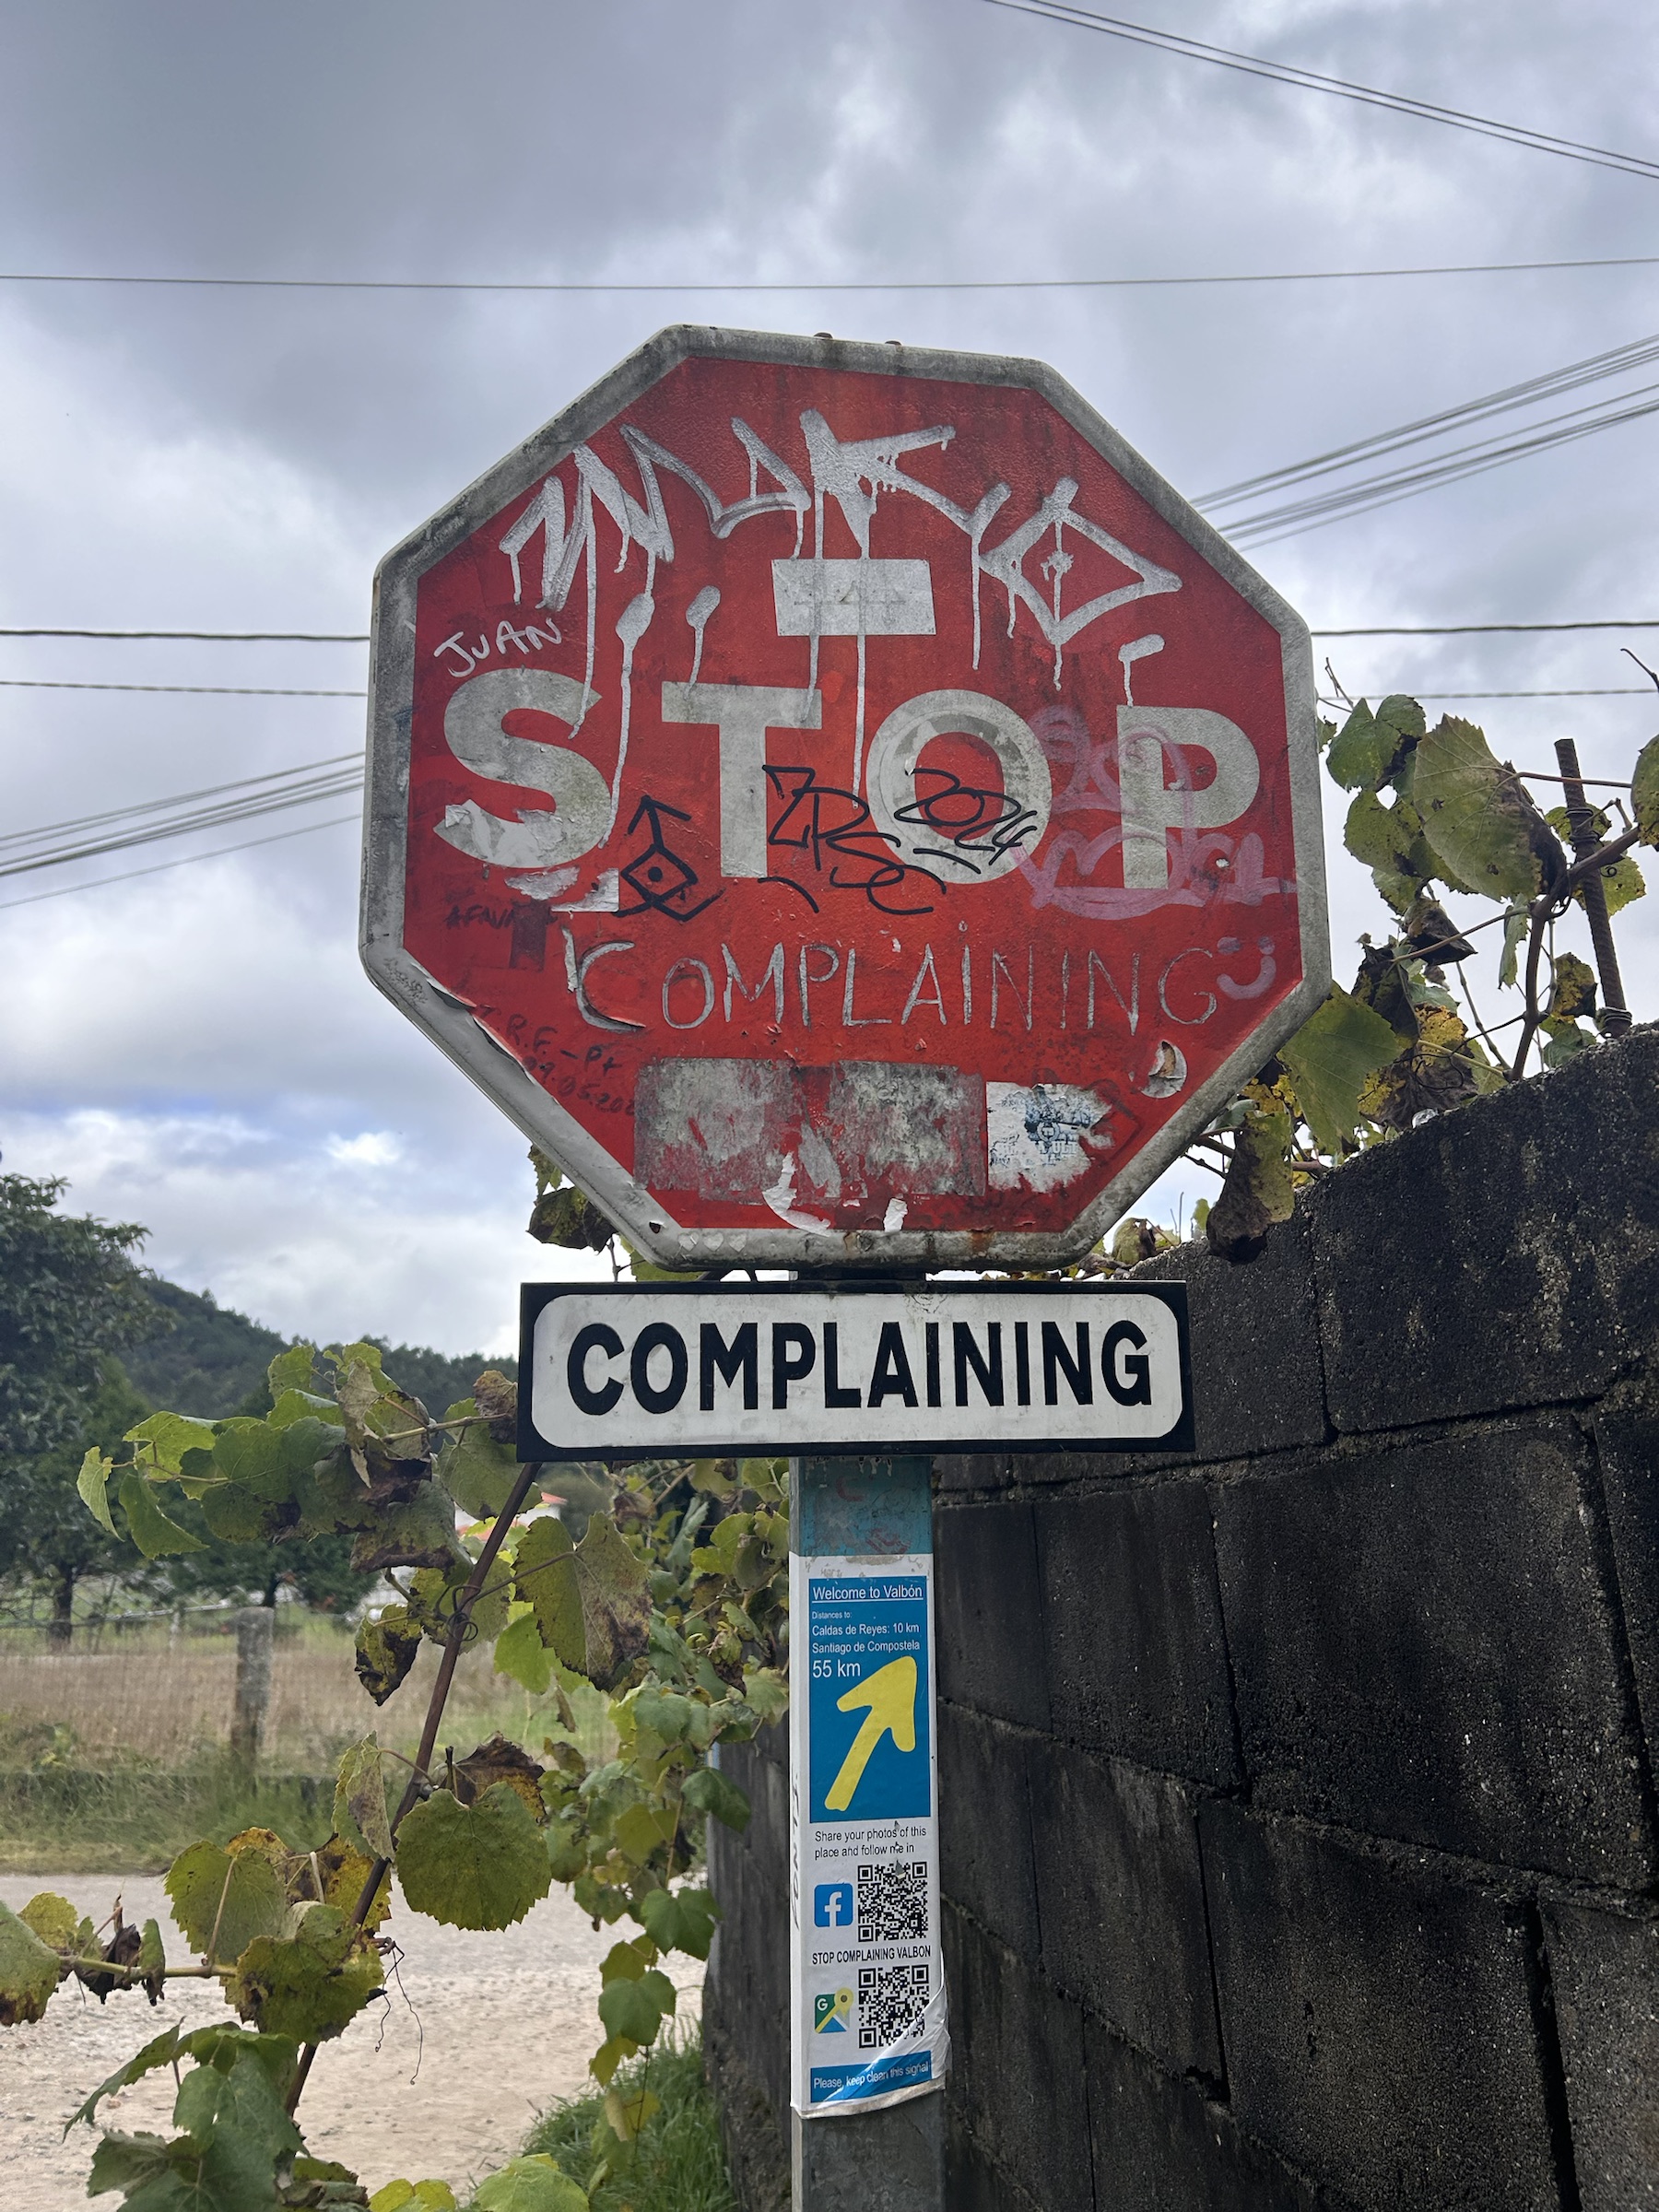 JUAN
STOP
2024
COMPLAINING
COMPLAINING
Welcome to Valbón
Distances to:
Caldas de Reyes: 10 km
Santiago de Compostela
55 km
Share your photos of this
place and follow me in
f
STOP COMPLAINING VALBON
G
Please, keep clean this signal